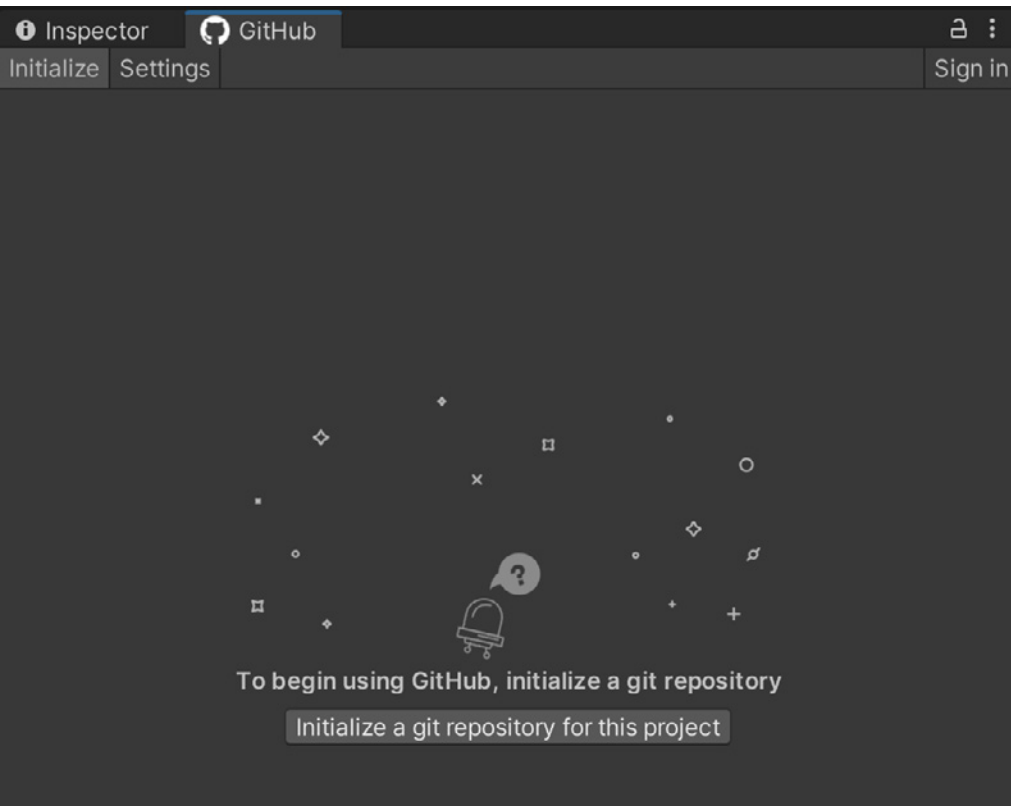 Inspector
GitHub
Initialize
Settings
Sign in
?
To begin using GitHub, initialize a git repository
Initialize a git repository for this project